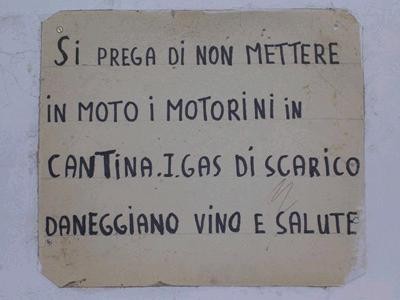 Si PREGA Di NON METTERE
iN MOTO i MOTORiNi iN
CANTiNA.I.GAS Di SCARiCO
DANEGGiANO ViNO E SALUTE